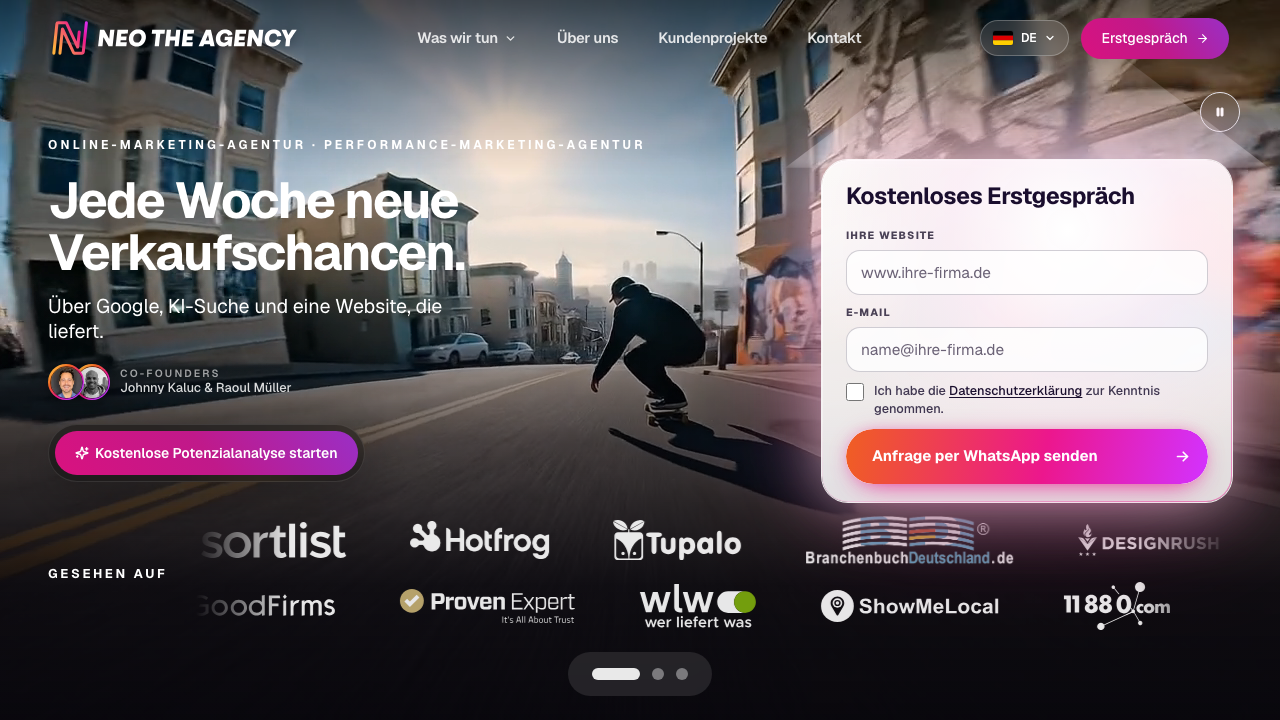 NEO THE AGENCY
Was wir tun
Über uns
Kundenprojekte
Kontakt
DE
Erstgespräch
ONLINE-MARKETING-AGENTUR · PERFORMANCE-MARKETING-AGENTUR
Jede Woche neue
Verkaufschancen.
Über Google, KI-Suche und eine Website, die
liefert.
CO-FOUNDERS
Johnny Kaluc & Raoul Müller
Kostenlose Potenzialanalyse starten
Kostenloses Erstgespräch
IHRE WEBSITE
www.ihre-firma.de
E-MAIL
name@ihre-firma.de
Ich habe die Datenschutzerklärung zur Kenntnis
genommen.
Anfrage per WhatsApp senden
GESEHEN AUF
sortlist
Hotfrog
Tupalo
BranchenbuchDeutschland.de
®
DESIGNRUSH
GoodFirms
Proven Expert
It's All About Trust
wlw
wer liefert was
ShowMeLocal
11880.com